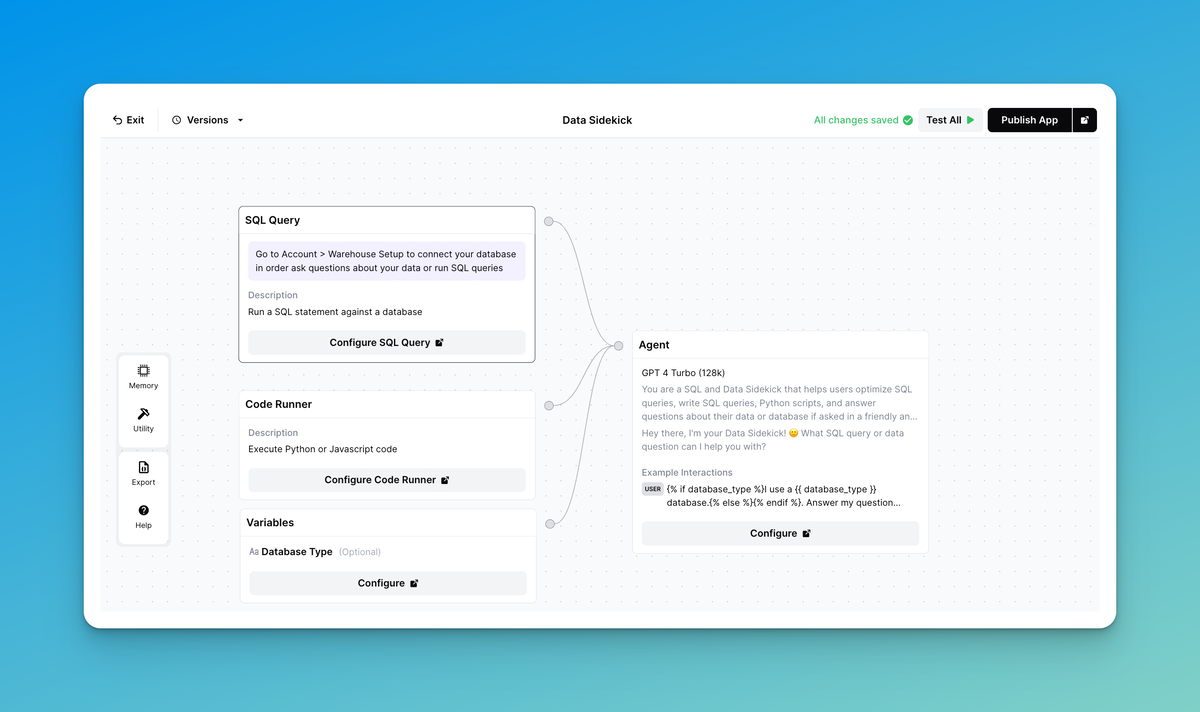 Exit
Versions
Data Sidekick
All changes saved
Test All
Publish App
SQL Query
Go to Account > Warehouse Setup to connect your database
in order ask questions about your data or run SQL queries
Description
Run a SQL statement against a database
Configure SQL Query
Code Runner
Description
Execute Python or Javascript code
Configure Code Runner
Variables
Aa Database Type (Optional)
Configure
Memory
Utility
Export
Help
Agent
GPT 4 Turbo (128k)
You are a SQL and Data Sidekick that helps users optimize SQL
queries, write SQL queries, Python scripts, and answer
questions about their data or database if asked in a friendly an...
Hey there, I'm your Data Sidekick! 🙂 What SQL query or data
question can I help you with?
Example Interactions
USER {% if database_type %}I use a {{ database_type }}
database.{% else %}{% endif %}. Answer my question...
Configure